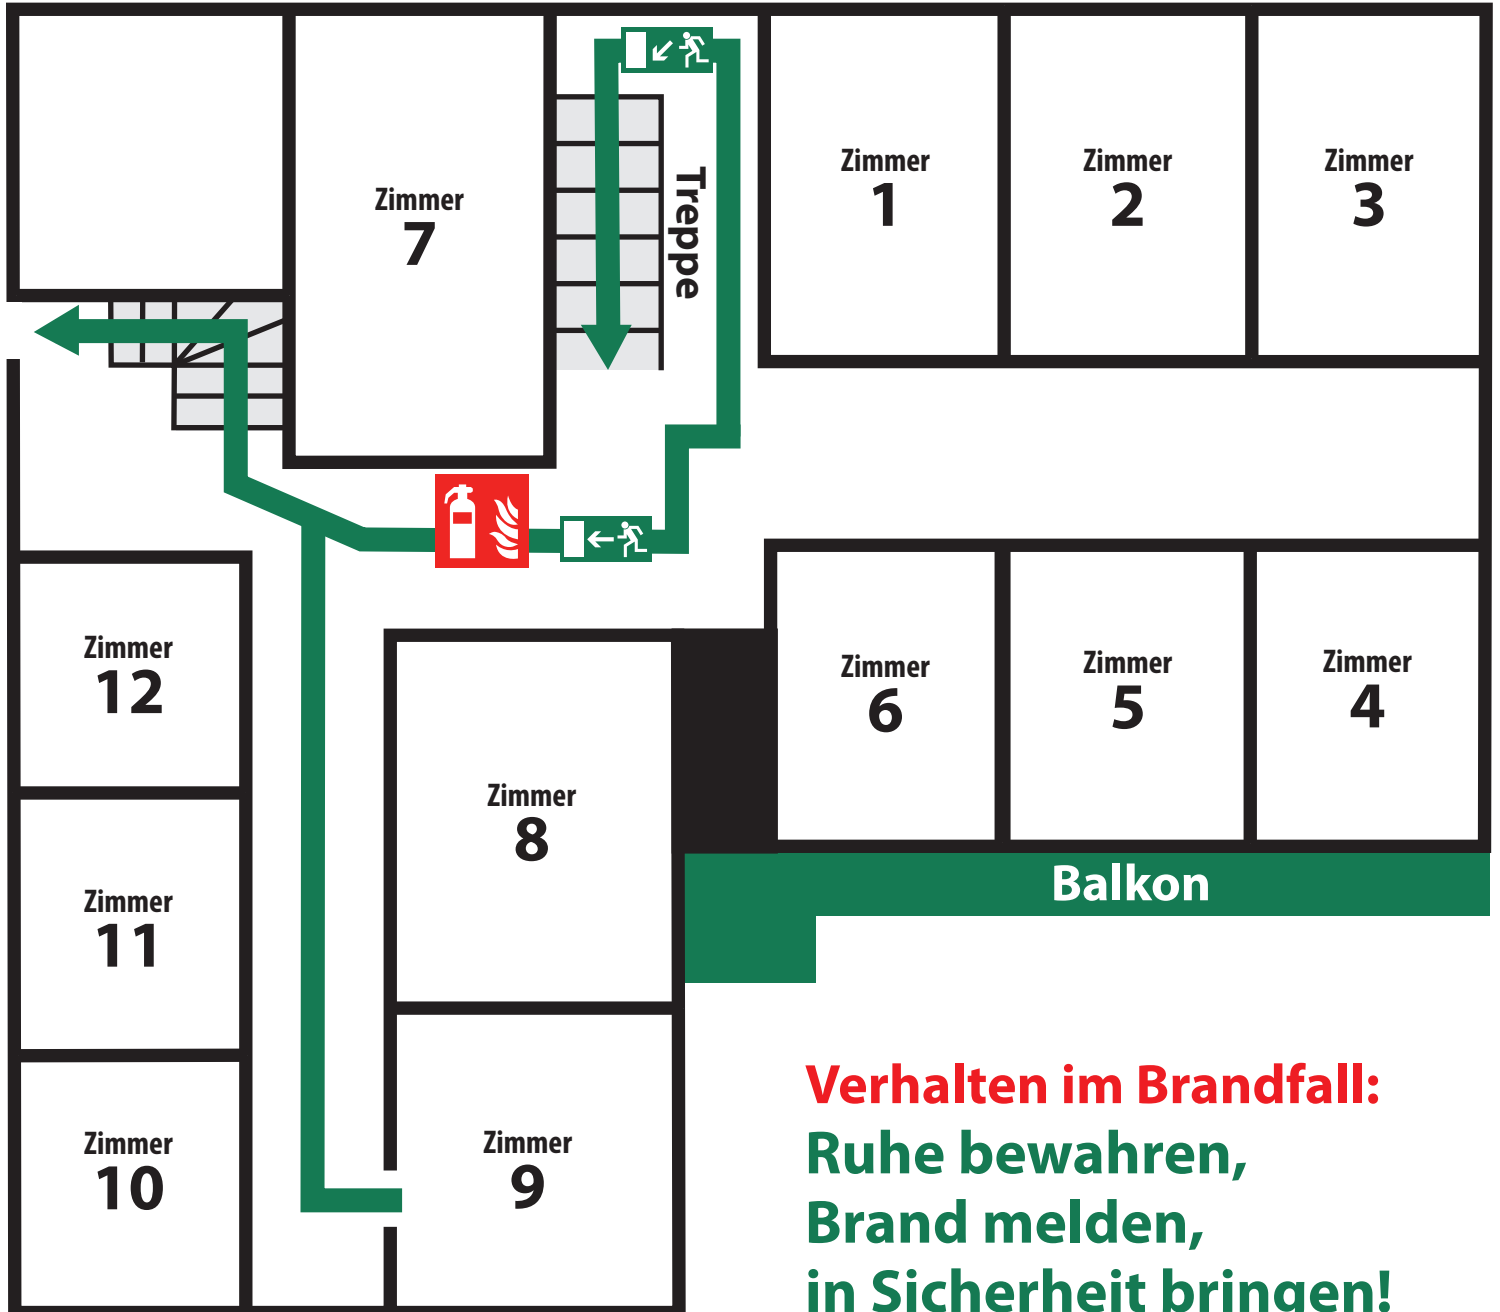 Zimmer
7
Treppe
Zimmer
1
Zimmer
2
Zimmer
3
Zimmer
12
Zimmer
11
Zimmer
10
Zimmer
8
Zimmer
9
Zimmer
6
Zimmer
5
Zimmer
4
Balkon
Verhalten im Brandfall:
Ruhe bewahren,
Brand melden,
in Sicherheit bringen!